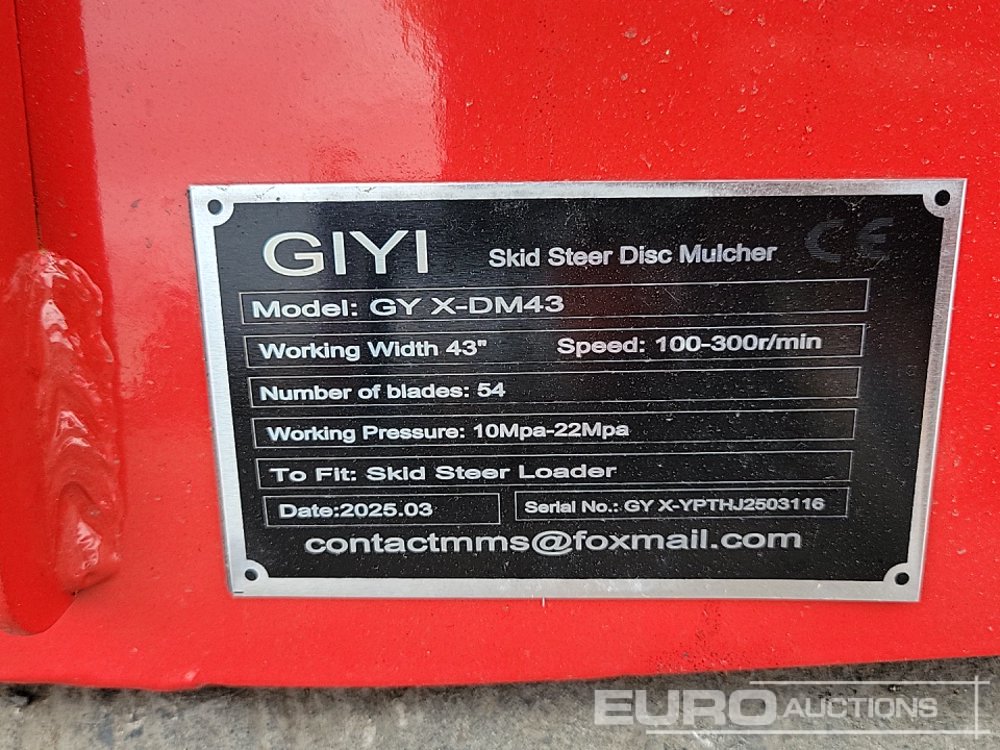 GIYI Skid Steer Disc Mulcher CE
Model: GY X-DM43
Working Width 43" Speed: 100-300r/min
Number of blades: 54
Working Pressure: 10Mpa-22Mpa
To Fit: Skid Steer Loader
Date:2025.03 Serial No.: GY X-YPTHJ2503116
contactmms@foxmail.com
EURO AUCTIONS